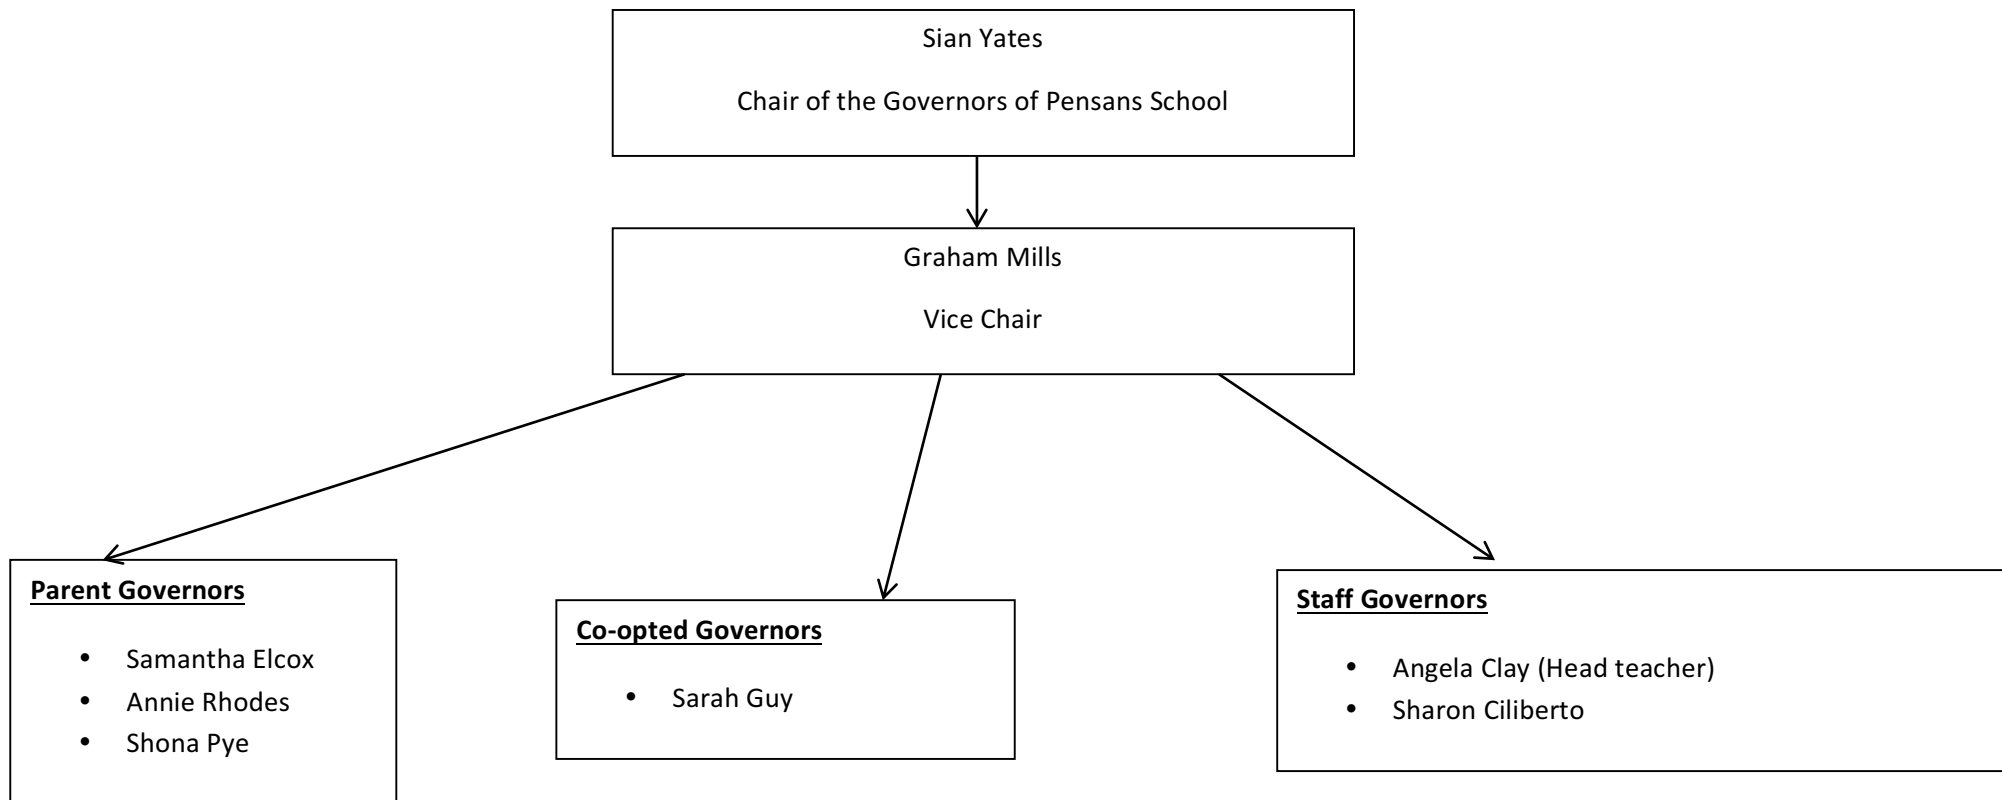 Sian Yates
Chair of the Governors of Pensans School
Graham Mills
Vice Chair
Parent Governors
• Samantha Elcox
• Annie Rhodes
• Shona Pye
Co-opted Governors
• Sarah Guy
Staff Governors
• Angela Clay (Head teacher)
• Sharon Ciliberto